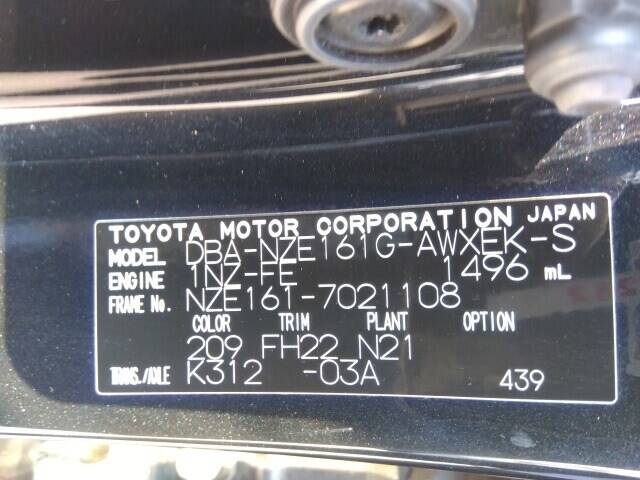 TOYOTA MOTOR CORPORATION JAPAN
MODEL DBA-NZE161G-AWXEK-S
ENGINE 1NZ-FE 1496 mL
FRAME No. NZE161-7021108
COLOR TRIM PLANT OPTION
209 FH22 N21
TRANS./AXLE K312 -03A 439